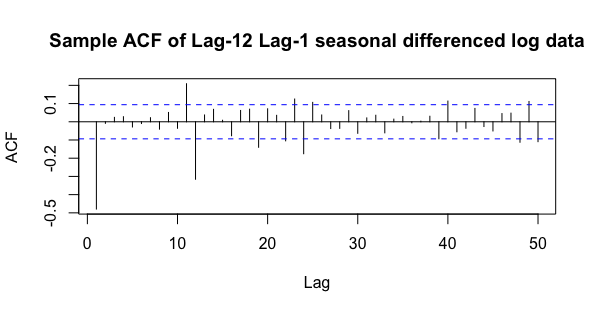 Sample ACF of Lag-12 Lag-1 seasonal differenced log data
ACF
0.1
-0.2
-0.5
0 10 20 30 40 50
Lag